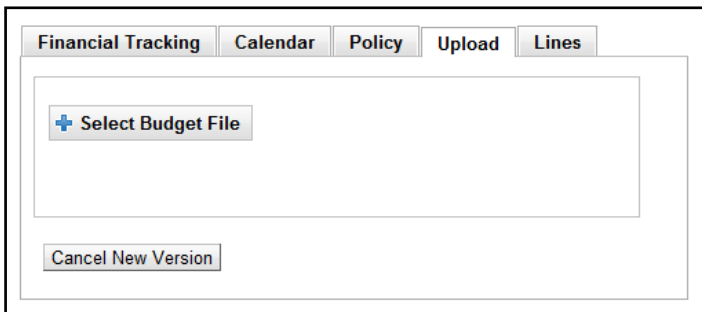 Financial Tracking Calendar Policy Upload Lines
Select Budget File
Cancel New Version